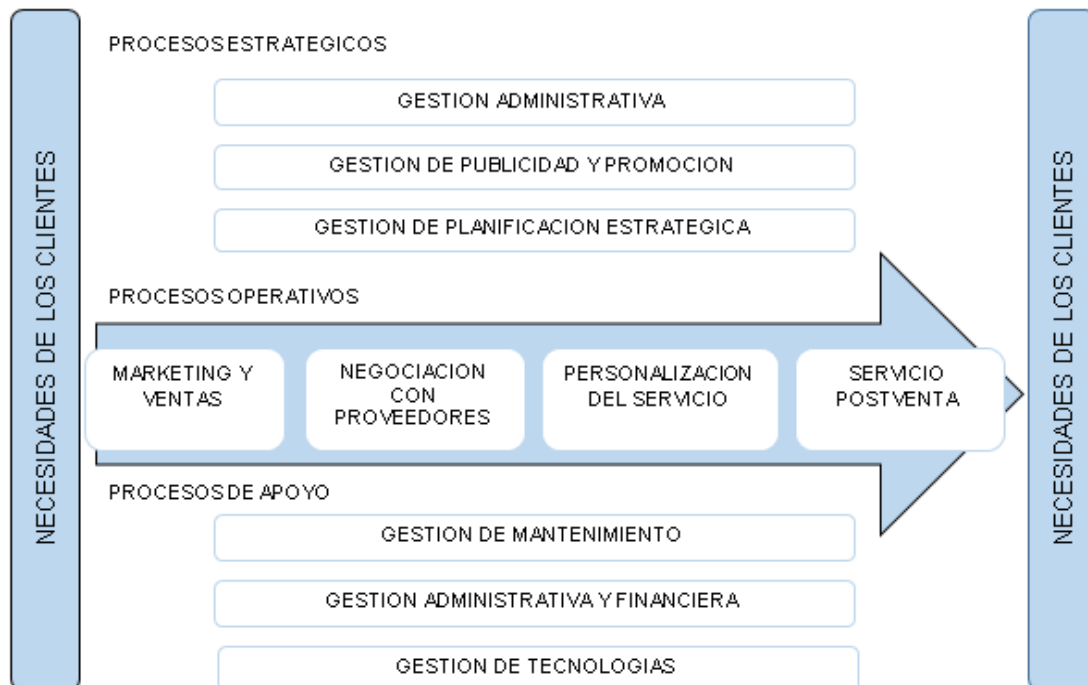 NECESIDADES DE LOS CLIENTES
PROCESOS ESTRATEGICOS
GESTION ADMINISTRATIVA
GESTION DE PUBLICIDAD Y PROMOCION
GESTION DE PLANIFICACION ESTRATEGICA
PROCESOS OPERATIVOS
MARKETING Y
VENTAS
NEGOCIACION
CON
PROVEEDORES
PERSONALIZACION
DEL SERVICIO
SERVICIO
POSTVENTA
PROCESOS DE APOYO
GESTION DE MANTENIMIENTO
GESTION ADMINISTRATIVA Y FINANCIERA
GESTION DE TECNOLOGIAS
NECESIDADES DE LOS CLIENTES